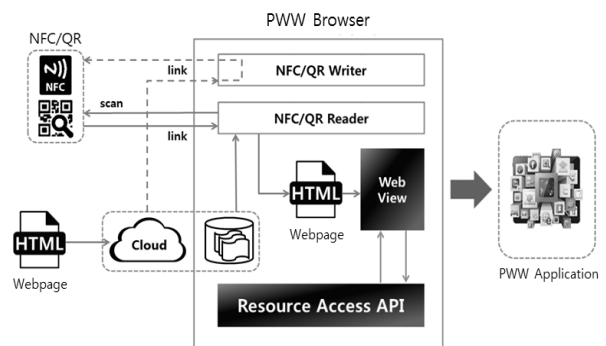 PWW Browser
NFC/QR
NFC
link
NFC/QR Writer
scan
NFC/QR Reader
link
HTML
Webpage
Web
View
HTML
Webpage
Cloud
Resource Access API
PWW Application